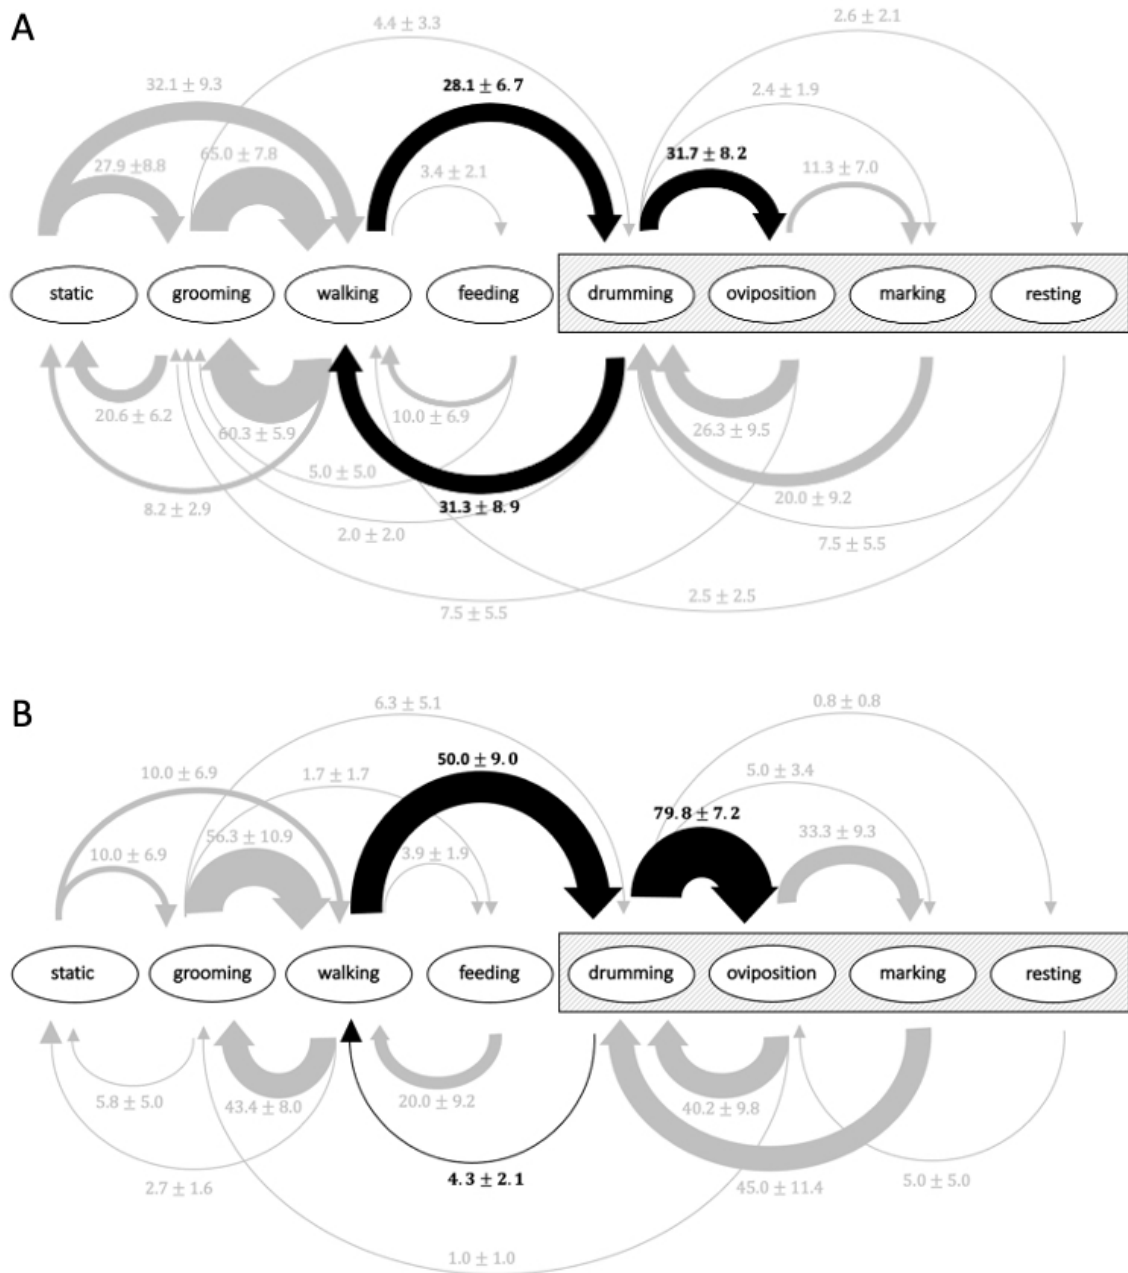 A
4.4 ± 3.3
2.6 ± 2.1
32.1 ± 9.3
28.1 ± 6.7
2.4 ± 1.9
27.9 ±8.8
65.0 ± 7.8
3.4 ± 2.1
31.7 ± 8.2
11.3 ± 7.0
static grooming walking feeding drumming oviposition marking resting
20.6 ± 6.2
60.3 ± 5.9
10.0 ± 6.9
26.3 ± 9.5
5.0 ± 5.0
8.2 ± 2.9
31.3 ± 8.9
20.0 ± 9.2
2.0 ± 2.0
7.5 ± 5.5
7.5 ± 5.5
2.5 ± 2.5
B
6.3 ± 5.1
0.8 ± 0.8
10.0 ± 6.9
1.7 ± 1.7
50.0 ± 9.0
5.0 ± 3.4
10.0 ± 6.9
56.3 ± 10.9
3.9 ± 1.9
79.8 ± 7.2
33.3 ± 9.3
static grooming walking feeding drumming oviposition marking resting
5.8 ± 5.0
43.4 ± 8.0
20.0 ± 9.2
40.2 ± 9.8
2.7 ± 1.6
4.3 ± 2.1
45.0 ± 11.4
5.0 ± 5.0
1.0 ± 1.0